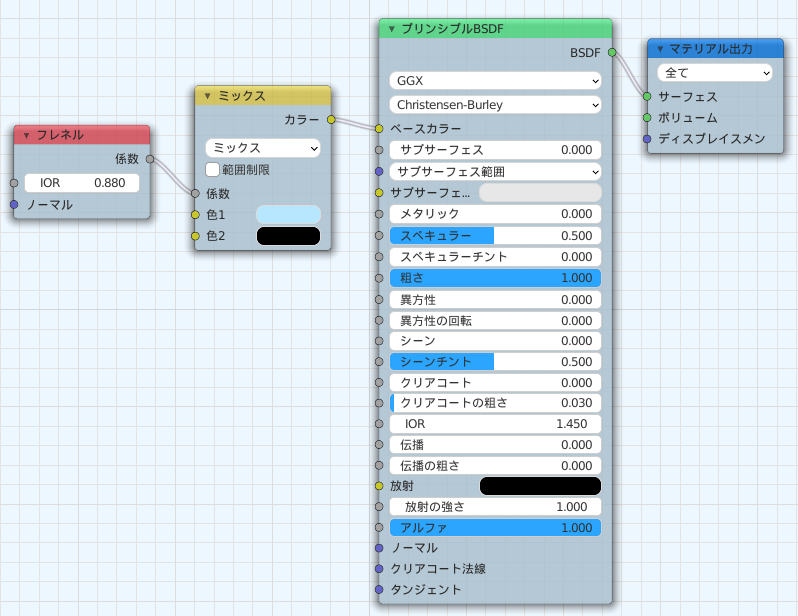 フレネル
係数
IOR 0.880
ノーマル
ミックス
カラー
ミックス
範囲制限
係数
色1
色2
プリンシプルBSDF
BSDF
GGX
Christensen-Burley
ベースカラー
サブサーフェス 0.000
サブサーフェス範囲
サブサーフェ...
メタリック 0.000
スペキュラー 0.500
スペキュラーチント 0.000
粗さ 1.000
異方性 0.000
異方性の回転 0.000
シーン 0.000
シーンチント 0.500
クリアコート 0.000
クリアコートの粗さ 0.030
IOR 1.450
伝播 0.000
伝播の粗さ 0.000
放射
放射の強さ 1.000
アルファ 1.000
ノーマル
クリアコート法線
タンジェント
マテリアル出力
全て
サーフェス
ボリューム
ディスプレイスメン